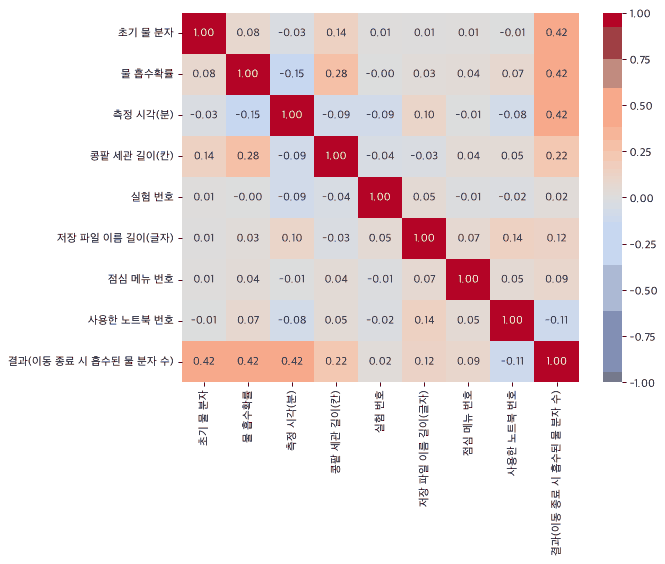 초기 물 분자 1.00 0.08 -0.03 0.14 0.01 0.01 0.01 -0.01 0.42
물 흡수확률 0.08 1.00 -0.15 0.28 -0.00 0.03 0.04 0.07 0.42
측정 시각(분) -0.03 -0.15 1.00 -0.09 -0.09 0.10 -0.01 -0.08 0.42
콩팥 세관 길이(칸) 0.14 0.28 -0.09 1.00 -0.04 -0.03 0.04 0.05 0.22
실험 번호 0.01 -0.00 -0.09 -0.04 1.00 0.05 -0.01 -0.02 0.02
저장 파일 이름 길이(글자) 0.01 0.03 0.10 -0.03 0.05 1.00 0.07 0.14 0.12
점심 메뉴 번호 0.01 0.04 -0.01 0.04 -0.01 0.07 1.00 0.05 0.09
사용한 노트북 번호 -0.01 0.07 -0.08 0.05 -0.02 0.14 0.05 1.00 -0.11
결과(이동 종료 시 흡수된 물 분자 수) 0.42 0.42 0.42 0.22 0.02 0.12 0.09 -0.11 1.00
초기 물 분자
물 흡수확률
측정 시각(분)
콩팥 세관 길이(칸)
실험 번호
저장 파일 이름 길이(글자)
점심 메뉴 번호
사용한 노트북 번호
결과(이동 종료 시 흡수된 물 분자 수)
1.00
0.75
0.50
0.25
0.00
-0.25
-0.50
-0.75
-1.00